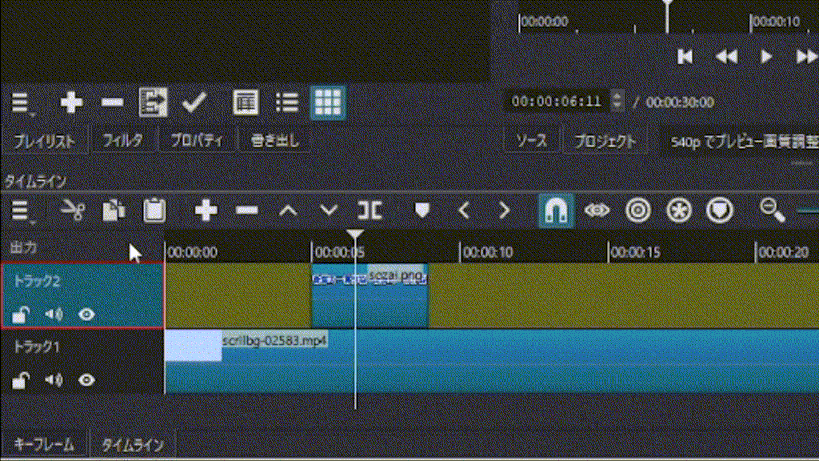 00:00:00 00:00:10
00:00:06:11 / 00:00:30:00
プレイリスト フィルタ プロパティ 書き出し ソース プロジェクト 540p でプレビュー画質調整
タイムライン
出力 00:00:00 00:00:05 00:00:10 00:00:15 00:00:20
トラック2 sozai.png
トラック1 scrllbg-02583.mp4
キーフレーム タイムライン